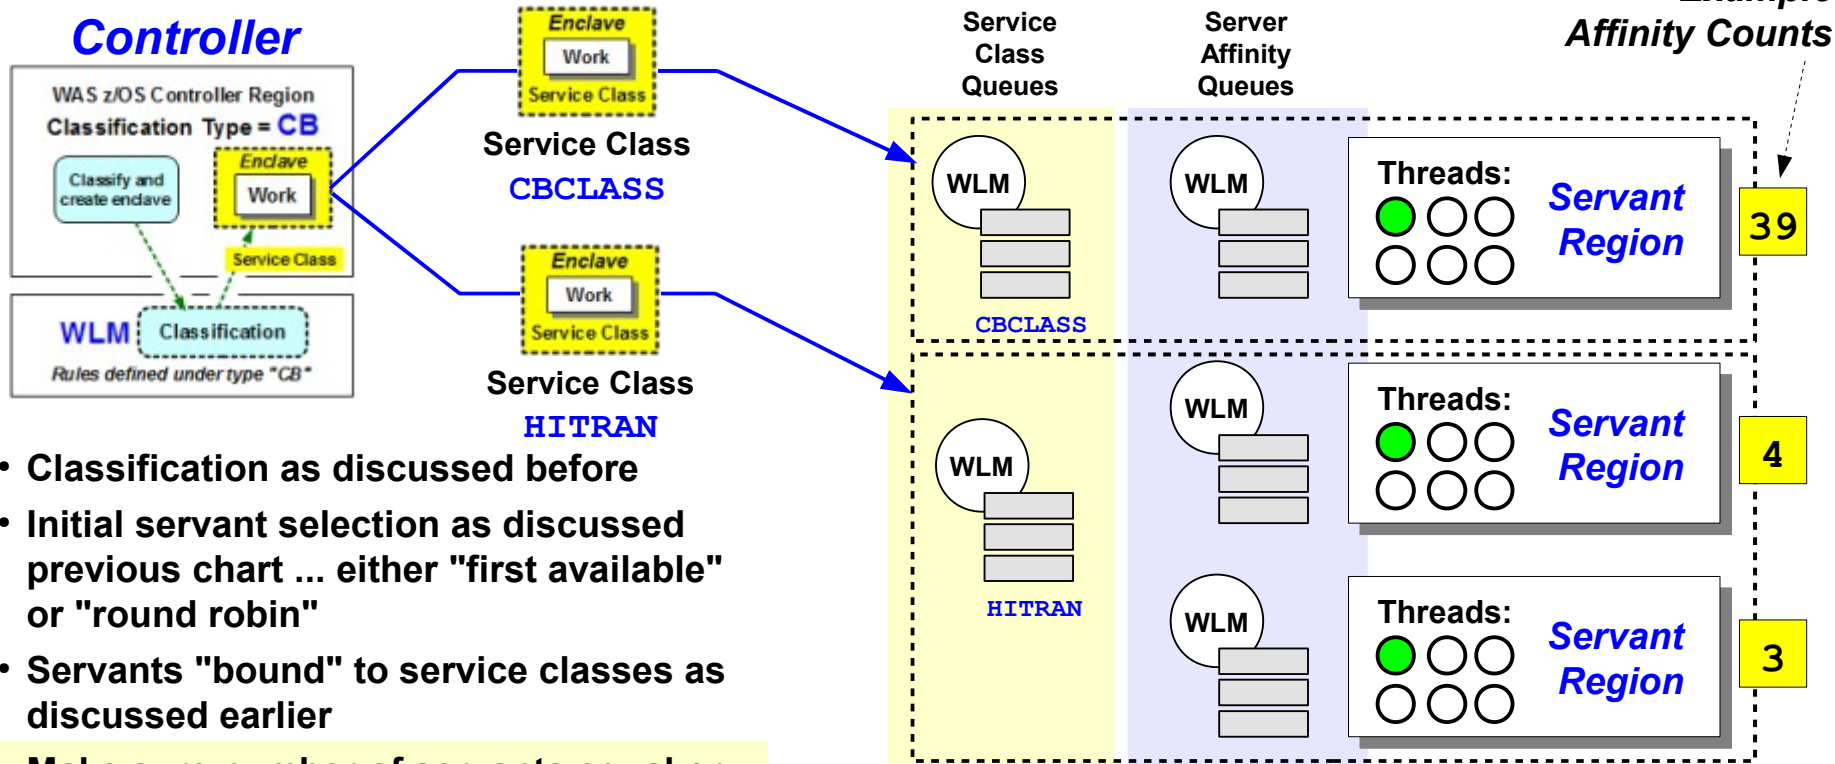 Controller
WAS z/OS Controller Region
Classification Type = CB
Classify and
create enclave
Enclave
Work
Service Class
WLM
Classification
Rules defined under type "CB"
Enclave
Work
Service Class
Service Class
CBCLASS
Enclave
Work
Service Class
Service Class
HITRAN
• Classification as discussed before
• Initial servant selection as discussed
previous chart ... either "first available"
or "round robin"
• Servants "bound" to service classes as
discussed earlier
Service
Class
Queues
Server
Affinity
Queues
Affinity Counts
WLM
CBCLASS
WLM
Threads:
Servant
Region
39
WLM
HITRAN
WLM
Threads:
Servant
Region
4
WLM
Threads:
Servant
Region
3